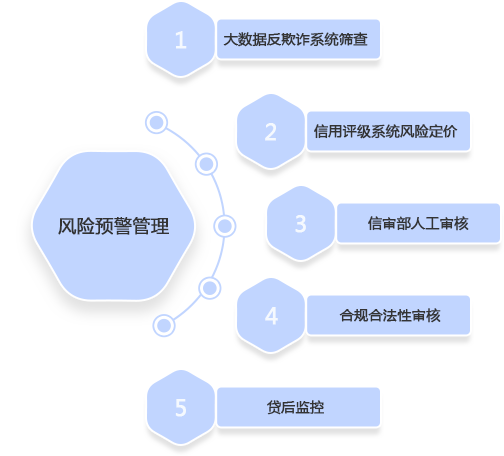 1
大数据反欺诈系统筛查
2
信用评级系统风险定价
风险预警管理
3
信审部人工审核
4
合规合法性审核
5
贷后监控